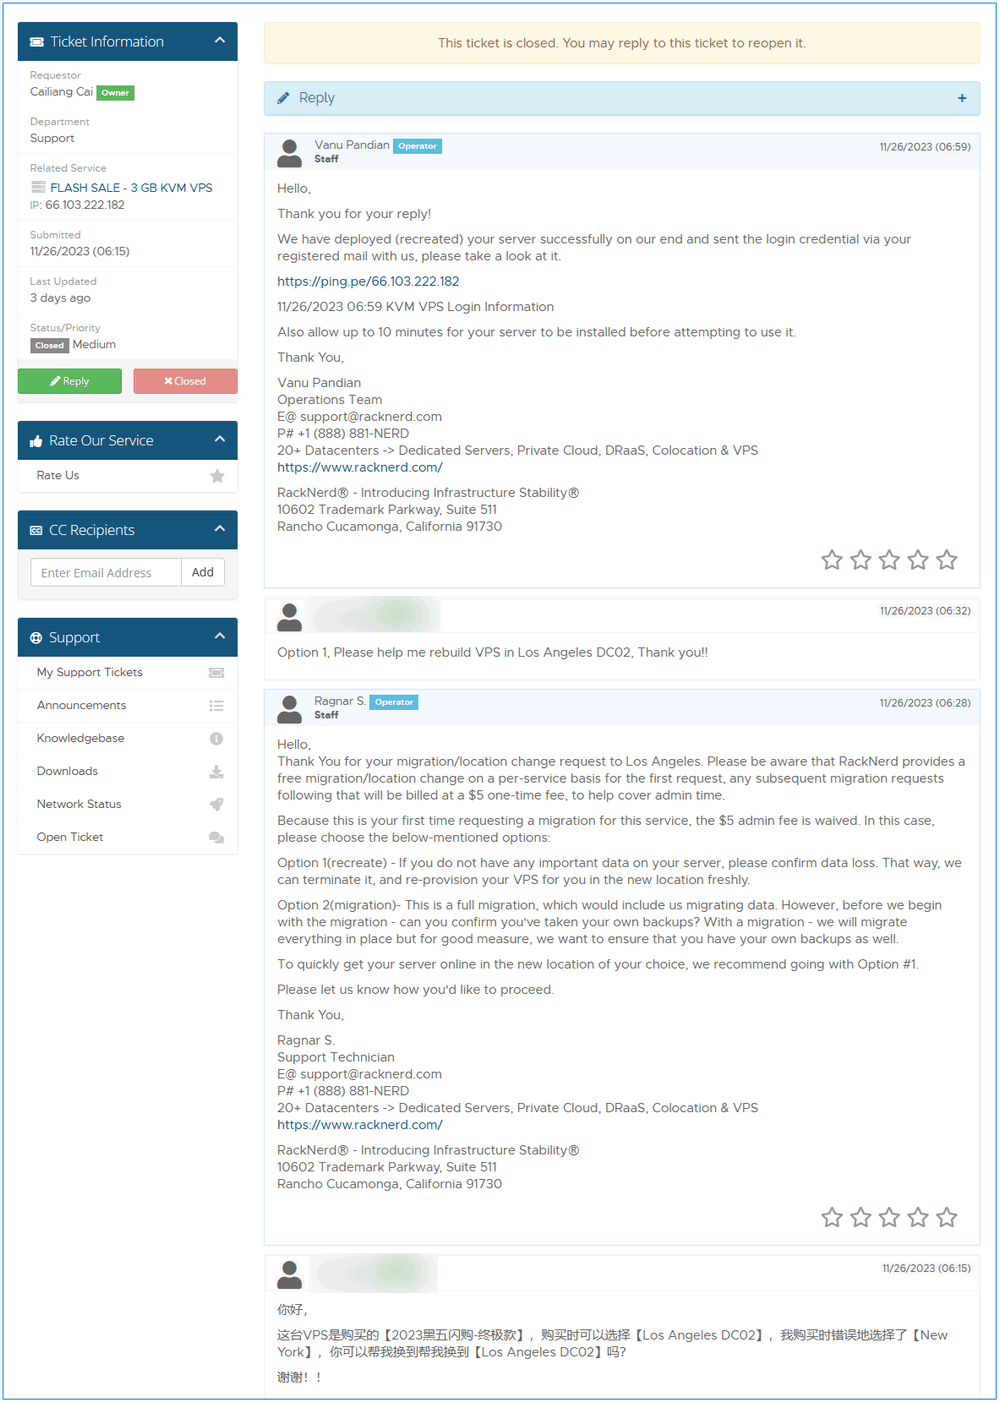 Ticket Information
Requestor
Cailiang Cai Owner
Department
Support
Related Service
FLASH SALE - 3 GB KVM VPS
IP: 66.103.222.182
Submitted
11/26/2023 (06:15)
Last Updated
3 days ago
Status/Priority
Closed Medium
Reply
Closed
Rate Our Service
Rate Us
CC Recipients
Enter Email Address
Add
Support
My Support Tickets
Announcements
Knowledgebase
Downloads
Network Status
Open Ticket
This ticket is closed. You may reply to this ticket to reopen it.
Reply
+
Vanu Pandian Operator
Staff
11/26/2023 (06:59)
Hello,
Thank you for your reply!
We have deployed (recreated) your server successfully on our end and sent the login credential via your
registered mail with us, please take a look at it.
https://ping.pe/66.103.222.182
11/26/2023 06:59 KVM VPS Login Information
Also allow up to 10 minutes for your server to be installed before attempting to use it.
Thank You,
Vanu Pandian
Operations Team
E@ support@racknerd.com
P# +1 (888) 881-NERD
20+ Datacenters -> Dedicated Servers, Private Cloud, DRaaS, Colocation & VPS
https://www.racknerd.com/
RackNerd® - Introducing Infrastructure Stability®
10602 Trademark Parkway, Suite 511
Rancho Cucamonga, California 91730
11/26/2023 (06:32)
Option 1, Please help me rebuild VPS in Los Angeles DC02, Thank you!!
Ragnar S. Operator
Staff
11/26/2023 (06:28)
Hello,
Thank You for your migration/location change request to Los Angeles. Please be aware that RackNerd provides a
free migration/location change on a per-service basis for the first request, any subsequent migration requests
following that will be billed at a $5 one-time fee, to help cover admin time.
Because this is your first time requesting a migration for this service, the $5 admin fee is waived. In this case,
please choose the below-mentioned options:
Option 1(recreate) - If you do not have any important data on your server, please confirm data loss. That way, we
can terminate it, and re-provision your VPS for you in the new location freshly.
Option 2(migration)- This is a full migration, which would include us migrating data. However, before we begin
with the migration - can you confirm you've taken your own backups? With a migration - we will migrate
everything in place but for good measure, we want to ensure that you have your own backups as well.
To quickly get your server online in the new location of your choice, we recommend going with Option #1.
Please let us know how you'd like to proceed.
Thank You,
Ragnar S.
Support Technician
E@ support@racknerd.com
P# +1 (888) 881-NERD
20+ Datacenters -> Dedicated Servers, Private Cloud, DRaaS, Colocation & VPS
https://www.racknerd.com/
RackNerd® - Introducing Infrastructure Stability®
10602 Trademark Parkway, Suite 511
Rancho Cucamonga, California 91730
11/26/2023 (06:15)
你好，
这台VPS是购买的【2023黑五闪购-终极款】，购买时可以选择【Los Angeles DC02】，我购买时错误地选择了【New
York】，你可以帮我换到帮我换到【Los Angeles DC02】吗？
谢谢！！